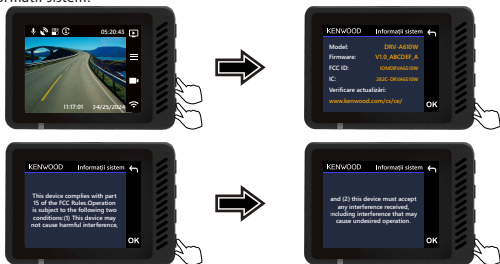 05:20:43
11:17:01 24/25/2024
KENWOOD Informații sistem
Model: DRV-A610W
Firmware: V1.0_ABCDEF_A
FCC ID:
IC: 282C-DRVA6510W
Verificare actualizări:
www.kenwood.com/cs/ce/
OK
KENWOOD Informații sistem
This device complies with part
15 of the FCC Rules.Operation
is subject to the following two
conditions:(1) This device may
not cause harmful interference,
OK
KENWOOD Informații sistem
and (2) this device must accept
any interference received,
including interference that may
cause undesired operation.
OK